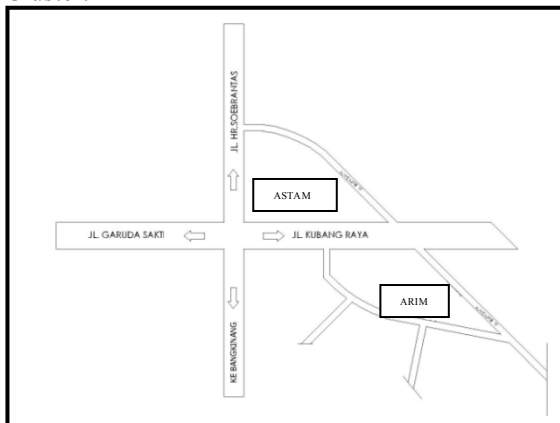 JL. HR.SOEBRANTAS
ASTAM
JL. GARUDA SAKTI
JL. KUBANG RAYA
ARIM
KE BANGKINANG